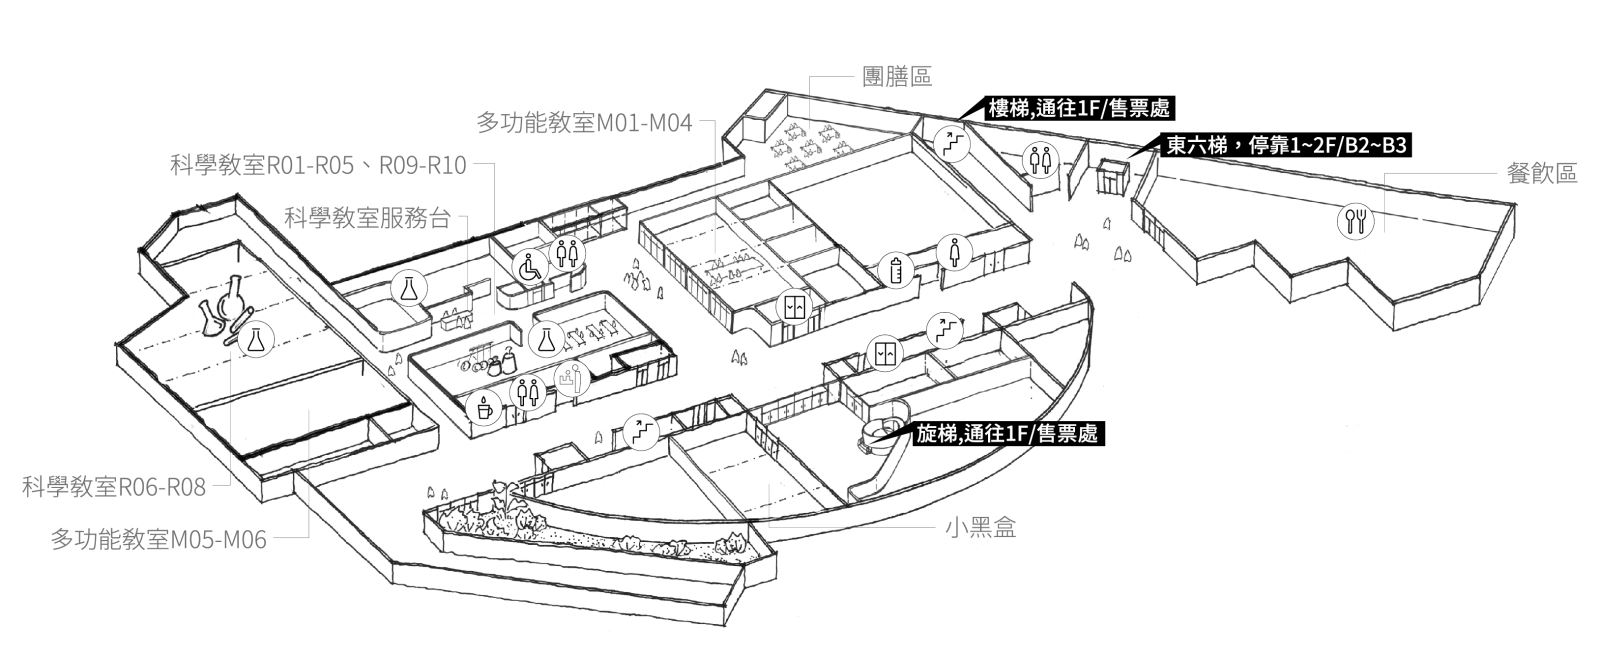 團膳區
樓梯,通往1F/售票處
多功能教室M01-M04
東六梯，停靠1~2F/B2~B3
科學教室R01-R05、R09-R10
餐飲區
科學教室服務台
旋梯,通往1F/售票處
科學教室R06-R08
小黑盒
多功能教室M05-M06